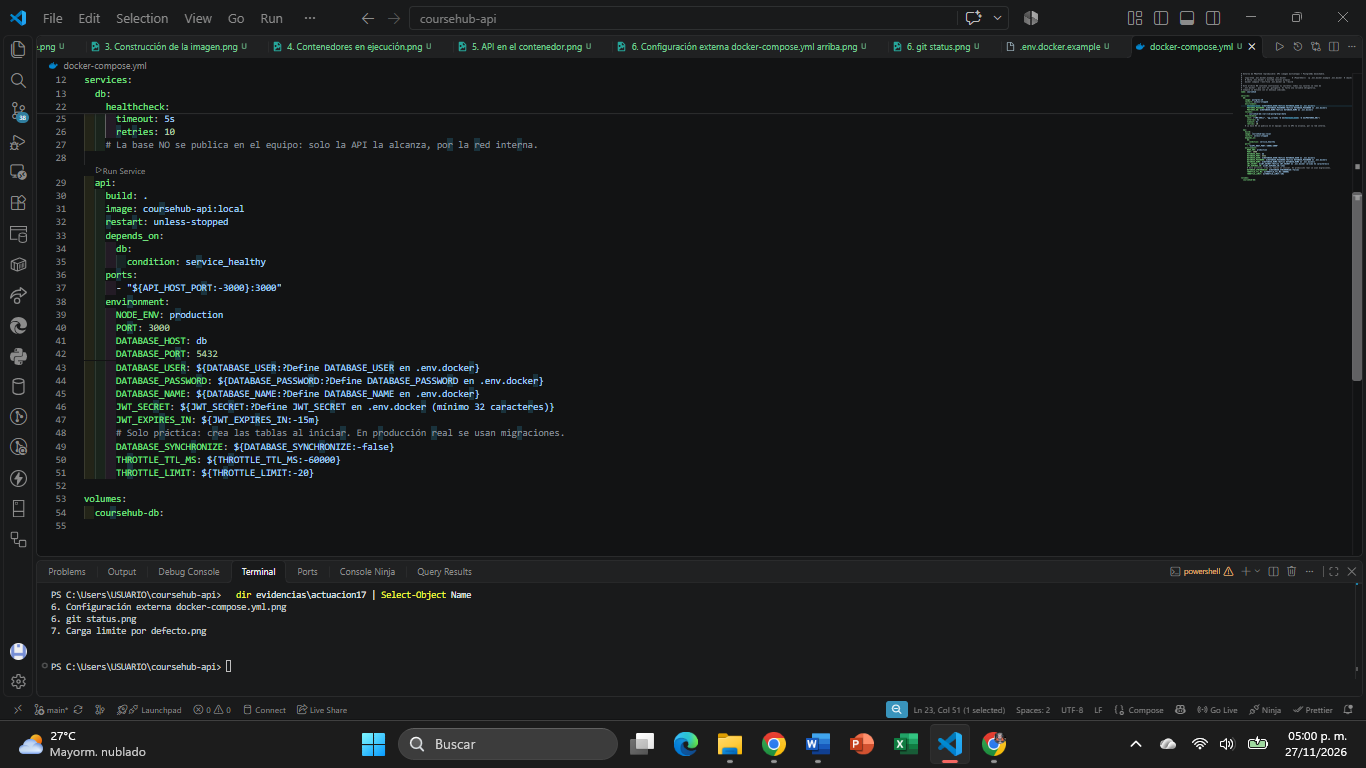 File Edit Selection View Go Run ··· coursehub-api
e.png U 3. Construcción de la imagen.png U 4. Contenedores en ejecución.png U 5. API en el contenedor.png U 6. Configuración externa docker-compose.yml arriba.png U 6. git status.png U .env.docker.example U docker-compose.yml U
docker-compose.yml
12 services:
13 db:
22 healthcheck:
25 timeout: 5s
26 retries: 10
27 # La base NO se publica en el equipo: solo la API la alcanza, por la red interna.
28
Run Service
29 api:
30 build: .
31 image: coursehub-api:local
32 restart: unless-stopped
33 depends_on:
34 db:
35 condition: service_healthy
36 ports:
37 - "${API_HOST_PORT:-3000}:3000"
38 environment:
39 NODE_ENV: production
40 PORT: 3000
41 DATABASE_HOST: db
42 DATABASE_PORT: 5432
43 DATABASE_USER: ${DATABASE_USER:?Define DATABASE_USER en .env.docker}
44 DATABASE_PASSWORD: ${DATABASE_PASSWORD:?Define DATABASE_PASSWORD en .env.docker}
45 DATABASE_NAME: ${DATABASE_NAME:?Define DATABASE_NAME en .env.docker}
46 JWT_SECRET: ${JWT_SECRET:?Define JWT_SECRET en .env.docker (minimo 32 caracteres)}
47 JWT_EXPIRES_IN: ${JWT_EXPIRES_IN:-15m}
48 # Solo práctica: crea las tablas al iniciar. En producción real se usan migraciones.
49 DATABASE_SYNCHRONIZE: ${DATABASE_SYNCHRONIZE:-false}
50 THROTTLE_TTL_MS: ${THROTTLE_TTL_MS:-60000}
51 THROTTLE_LIMIT: ${THROTTLE_LIMIT:-20}
52
53 volumes:
54 coursehub-db:
55
38
Problems Output Debug Console Terminal Ports Console Ninja Query Results powershell
PS C:\Users\USUARIO\coursehub-api> dir evidencias\actuacion17 | Select-Object Name
6. Configuración externa docker-compose.yml.png
6. git status.png
7. Carga limite por defecto.png
PS C:\Users\USUARIO\coursehub-api>
main* Launchpad 0 0 Connect Live Share Ln 23, Col 51 (1 selected) Spaces: 2 UTF-8 LF Compose Go Live Ninja Prettier
27°C
Mayorm. nublado
Buscar
05:00 p. m.
27/11/2026